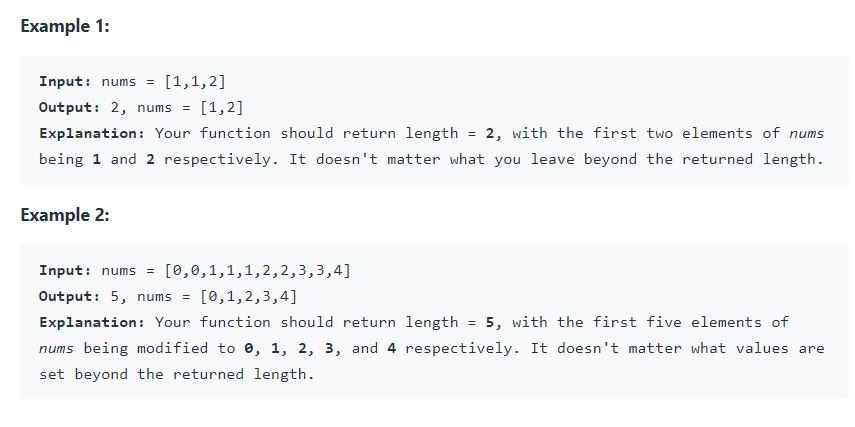 Example 1:
Input: nums = [1,1,2]
Output: 2, nums = [1,2]
Explanation: Your function should return length = 2, with the first two elements of nums
being 1 and 2 respectively. It doesn't matter what you leave beyond the returned length.
Example 2:
Input: nums = [0,0,1,1,1,2,2,3,3,4]
Output: 5, nums = [0,1,2,3,4]
Explanation: Your function should return length = 5, with the first five elements of
nums being modified to 0, 1, 2, 3, and 4 respectively. It doesn't matter what values are
set beyond the returned length.